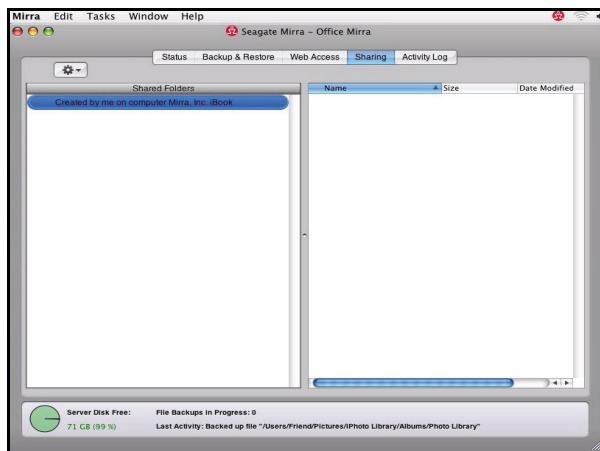 Mirra Edit Tasks Window Help
Seagate Mirra – Office Mirra
Status Backup & Restore Web Access Sharing Activity Log
Shared Folders
Name Size Date Modified
Created by me on computer Mirra, Inc. iBook
Server Disk Free: File Backups in Progress: 0
71 GB (99 %) Last Activity: Backed up file "/Users/Friend/Pictures/iPhoto Library/Albums/Photo Library"